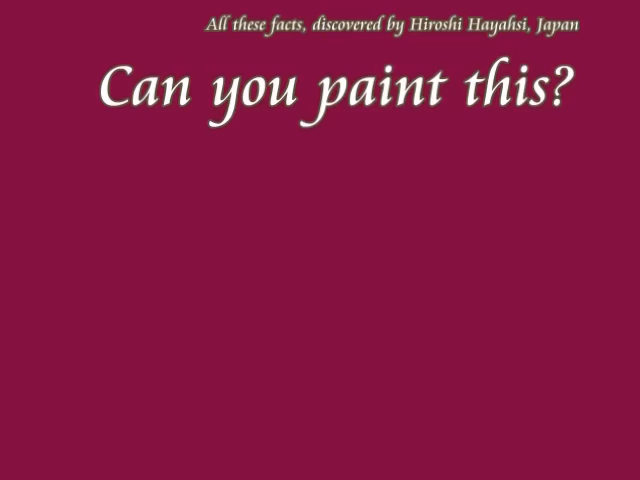 All these facts, discovered by Hiroshi Hayahsi, Japan
Can you paint this?